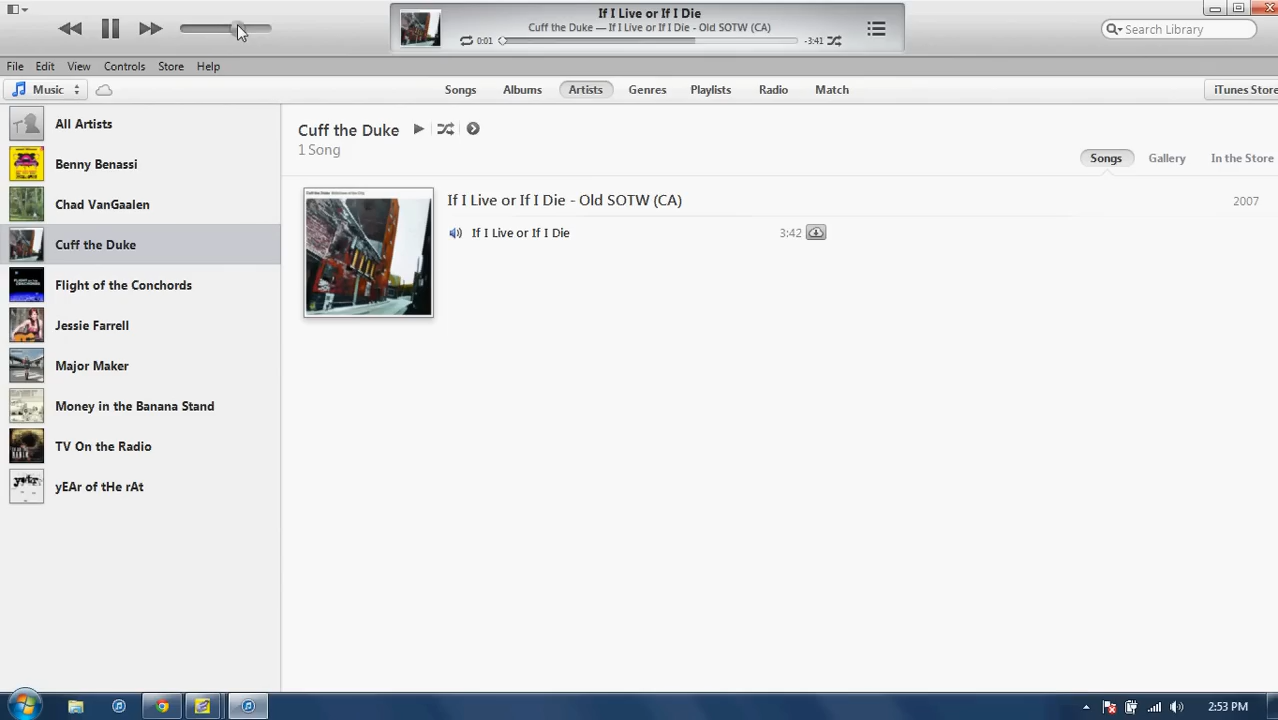 If I Live or If I Die
Cuff the Duke — If I Live or If I Die - Old SOTW (CA)
0:01
-3:41
Search Library
File Edit View Controls Store Help
Music
Songs Albums Artists Genres Playlists Radio Match
iTunes Store
All Artists
Benny Benassi
Chad VanGaalen
Cuff the Duke
Flight of the Conchords
Jessie Farrell
Major Maker
Money in the Banana Stand
TV On the Radio
yEAr of tHe rAt
Cuff the Duke
1 Song
Songs Gallery In the Store
If I Live or If I Die - Old SOTW (CA)
2007
If I Live or If I Die
3:42
2:53 PM